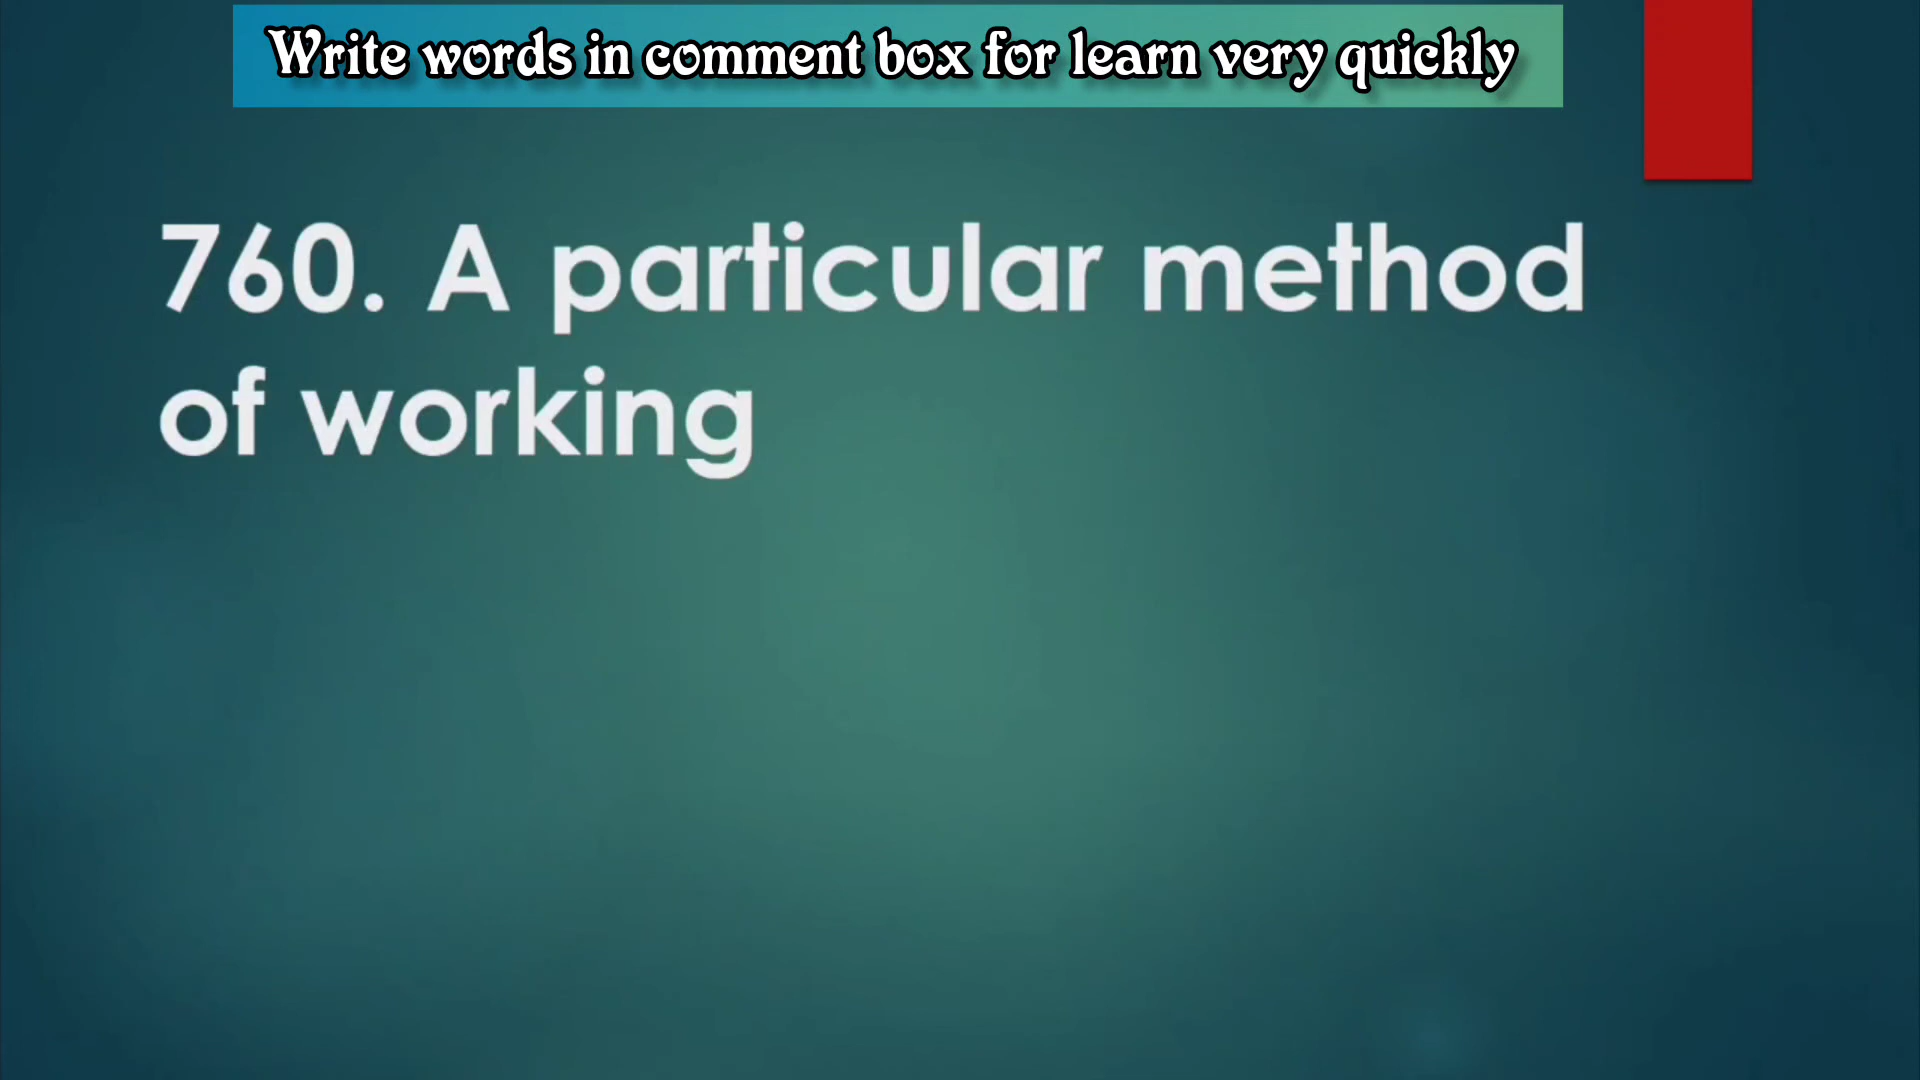 Write words in comment box for learn very quickly
760. A particular method
of working